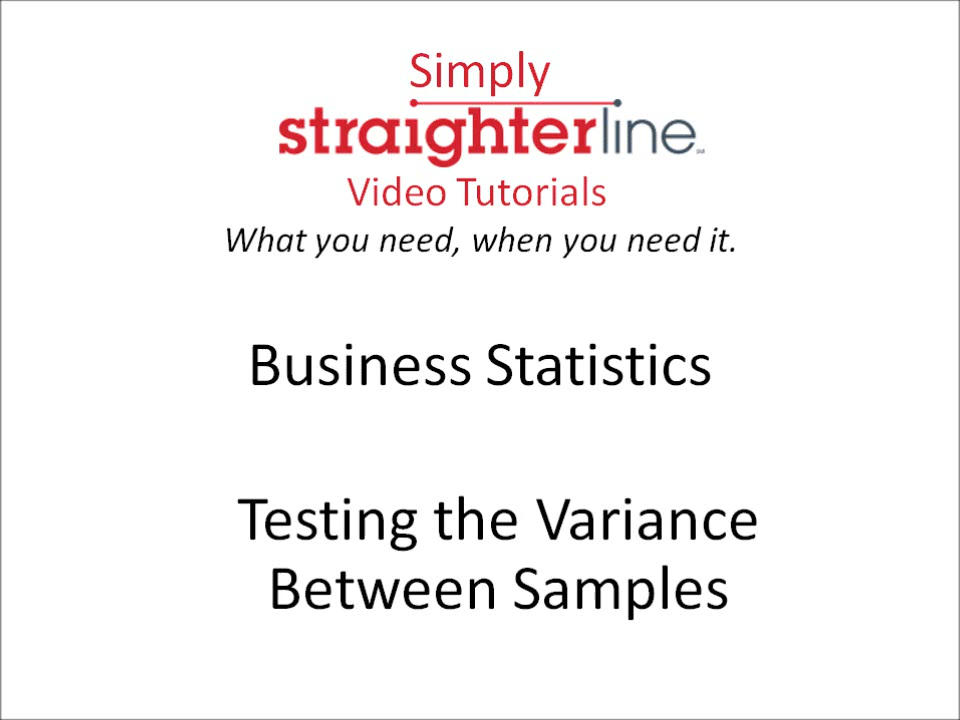 Simply
straighterline
Video Tutorials
What you need, when you need it.
Business Statistics
Testing the Variance
Between Samples